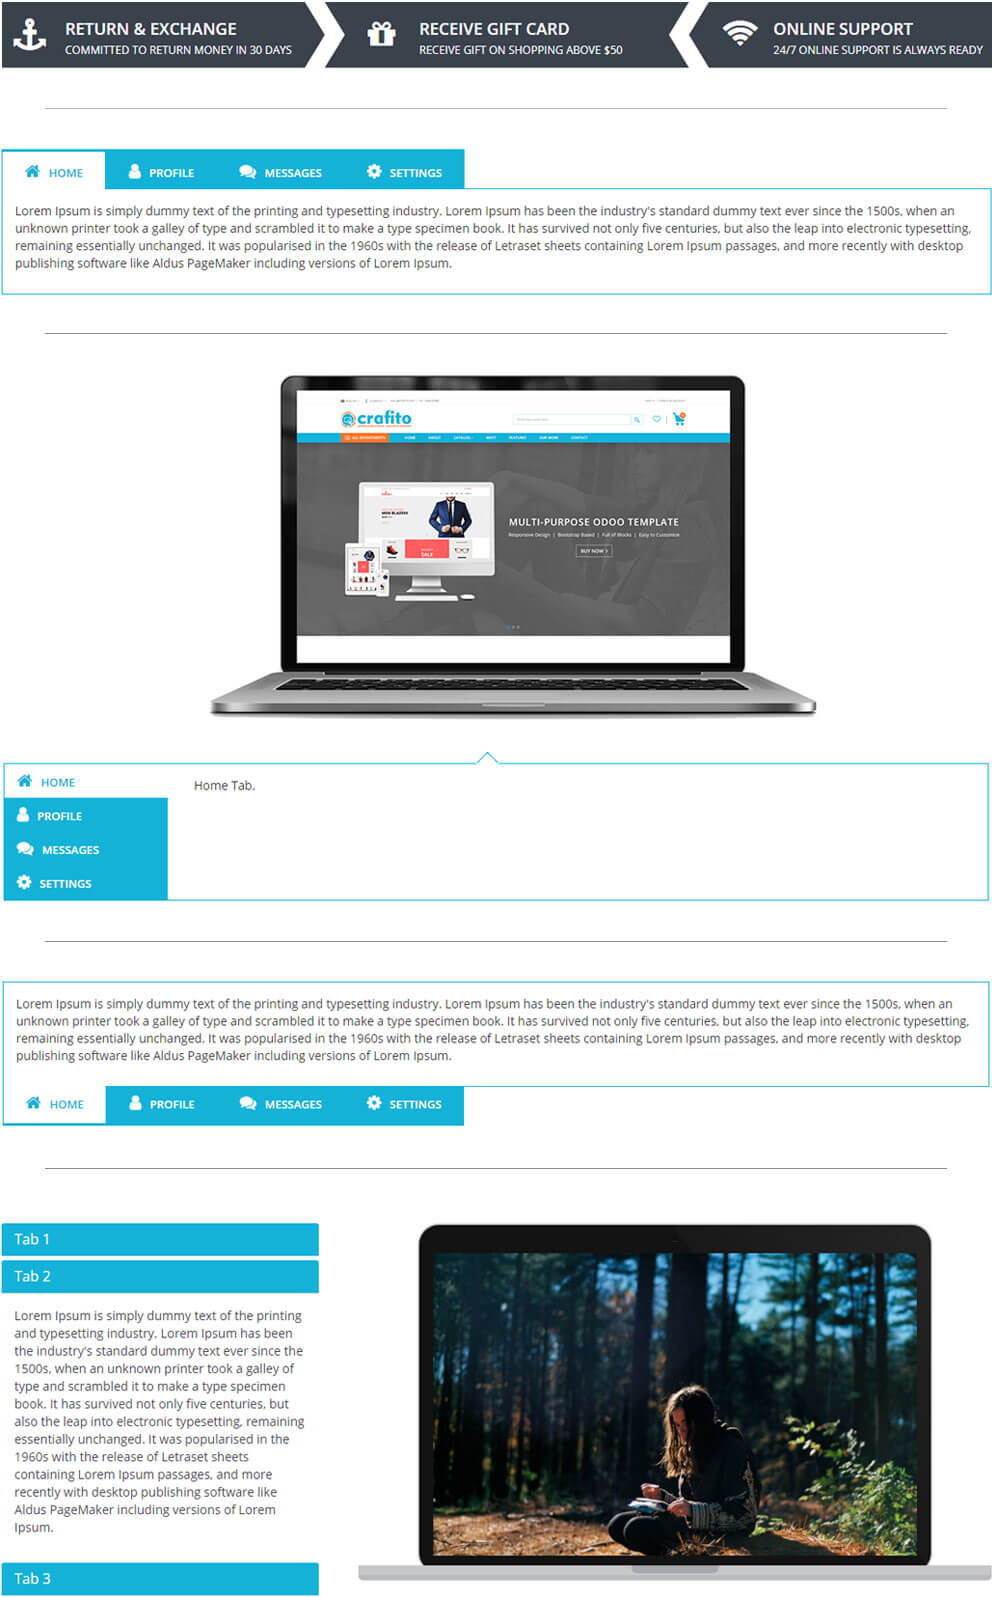 RETURN & EXCHANGE
COMMITTED TO RETURN MONEY IN 30 DAYS
RECEIVE GIFT CARD
RECEIVE GIFT ON SHOPPING ABOVE $50
ONLINE SUPPORT
24/7 ONLINE SUPPORT IS ALWAYS READY
HOME PROFILE MESSAGES SETTINGS
Lorem Ipsum is simply dummy text of the printing and typesetting industry. Lorem Ipsum has been the industry's standard dummy text ever since the 1500s, when an
unknown printer took a galley of type and scrambled it to make a type specimen book. It has survived not only five centuries, but also the leap into electronic typesetting,
remaining essentially unchanged. It was popularised in the 1960s with the release of Letraset sheets containing Lorem Ipsum passages, and more recently with desktop
publishing software like Aldus PageMaker including versions of Lorem Ipsum.
crafito
ALL DEPARTMENTS HOME ABOUT CATALOG FEATURES OUR WORK CONTACT
MEN BLAZERS
SALE
MULTI-PURPOSE ODOO TEMPLATE
Responsive Design | Bootstrap Based | Full of Blocks | Easy to Customize
BUY NOW >
HOME
PROFILE
MESSAGES
SETTINGS
Home Tab.
Lorem Ipsum is simply dummy text of the printing and typesetting industry. Lorem Ipsum has been the industry's standard dummy text ever since the 1500s, when an
unknown printer took a galley of type and scrambled it to make a type specimen book. It has survived not only five centuries, but also the leap into electronic typesetting,
remaining essentially unchanged. It was popularised in the 1960s with the release of Letraset sheets containing Lorem Ipsum passages, and more recently with desktop
publishing software like Aldus PageMaker including versions of Lorem Ipsum.
HOME PROFILE MESSAGES SETTINGS
Tab 1
Tab 2
Lorem Ipsum is simply dummy text of the printing
and typesetting industry. Lorem Ipsum has been
the industry's standard dummy text ever since the
1500s, when an unknown printer took a galley of
type and scrambled it to make a type specimen
book. It has survived not only five centuries, but
also the leap into electronic typesetting, remaining
essentially unchanged. It was popularised in the
1960s with the release of Letraset sheets
containing Lorem Ipsum passages, and more
recently with desktop publishing software like
Aldus PageMaker including versions of Lorem
Ipsum.
Tab 3